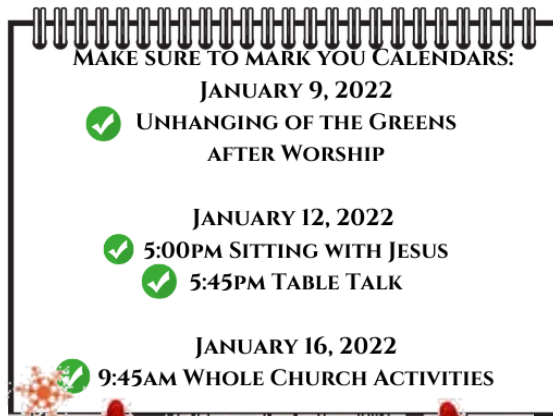 Make sure to mark you Calendars:
January 9, 2022
Unhanging of the Greens
after Worship
January 12, 2022
5:00pm Sitting with Jesus
5:45pm Table Talk
January 16, 2022
9:45am Whole Church Activities